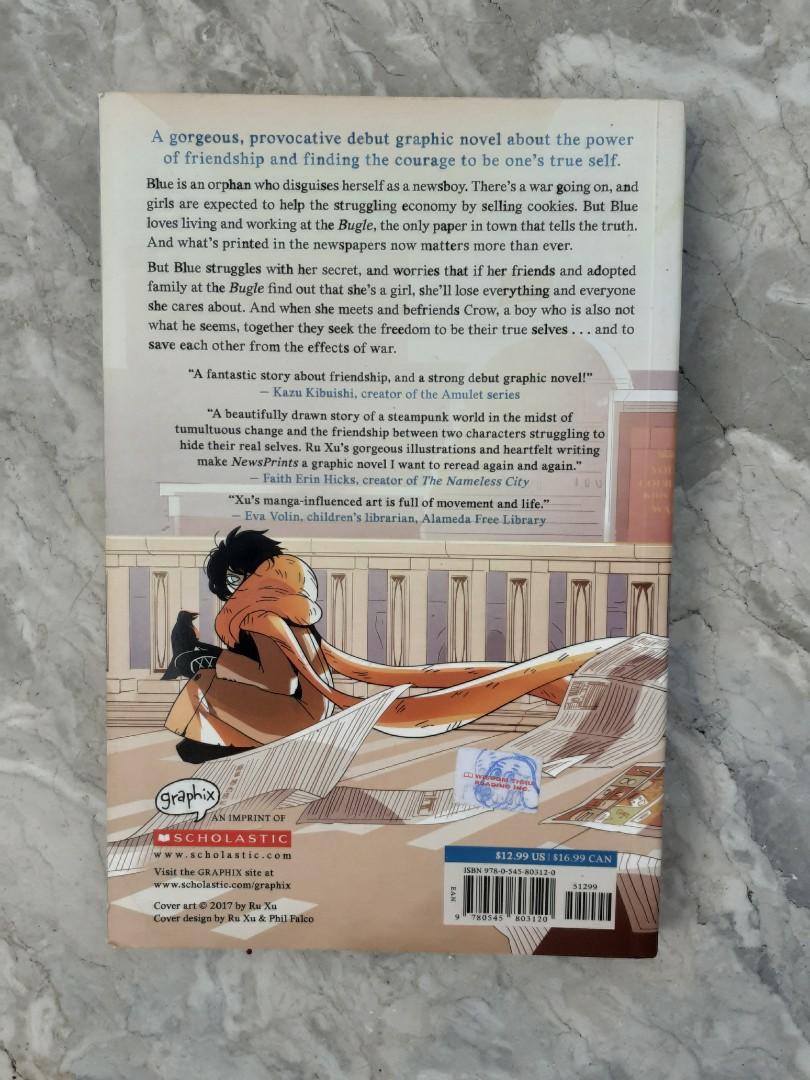 A gorgeous, provocative debut graphic novel about the power
of friendship and finding the courage to be one's true self.
Blue is an orphan who disguises herself as a newsboy. There's a war going on, and
girls are expected to help the struggling economy by selling cookies. But Blue
loves living and working at the Bugle, the only paper in town that tells the truth.
And what's printed in the newspapers now matters more than ever.
But Blue struggles with her secret, and worries that if her friends and adopted
family at the Bugle find out that she's a girl, she'll lose everything and everyone
she cares about. And when she meets and befriends Crow, a boy who is also not
what he seems, together they seek the freedom to be their true selves . . . and to
save each other from the effects of war.
"A fantastic story about friendship, and a strong debut graphic novel!"
– Kazu Kibuishi, creator of the Amulet series
"A beautifully drawn story of a steampunk world in the midst of
tumultuous change and the friendship between two characters struggling to
hide their real selves. Ru Xu's gorgeous illustrations and heartfelt writing
make NewsPrints a graphic novel I want to reread again and again."
– Faith Erin Hicks, creator of The Nameless City
"Xu's manga-influenced art is full of movement and life."
– Eva Volin, children's librarian, Alameda Free Library
WISDOM THRU
READING INC.
graphix
AN IMPRINT OF
SCHOLASTIC
www.scholastic.com
Visit the GRAPHIX site at
www.scholastic.com/graphix
Cover art © 2017 by Ru Xu
Cover design by Ru Xu & Phil Falco
$12.99 US | $16.99 CAN
ISBN 978-0-545-80312-0
51299
EAN
9 780545 803120